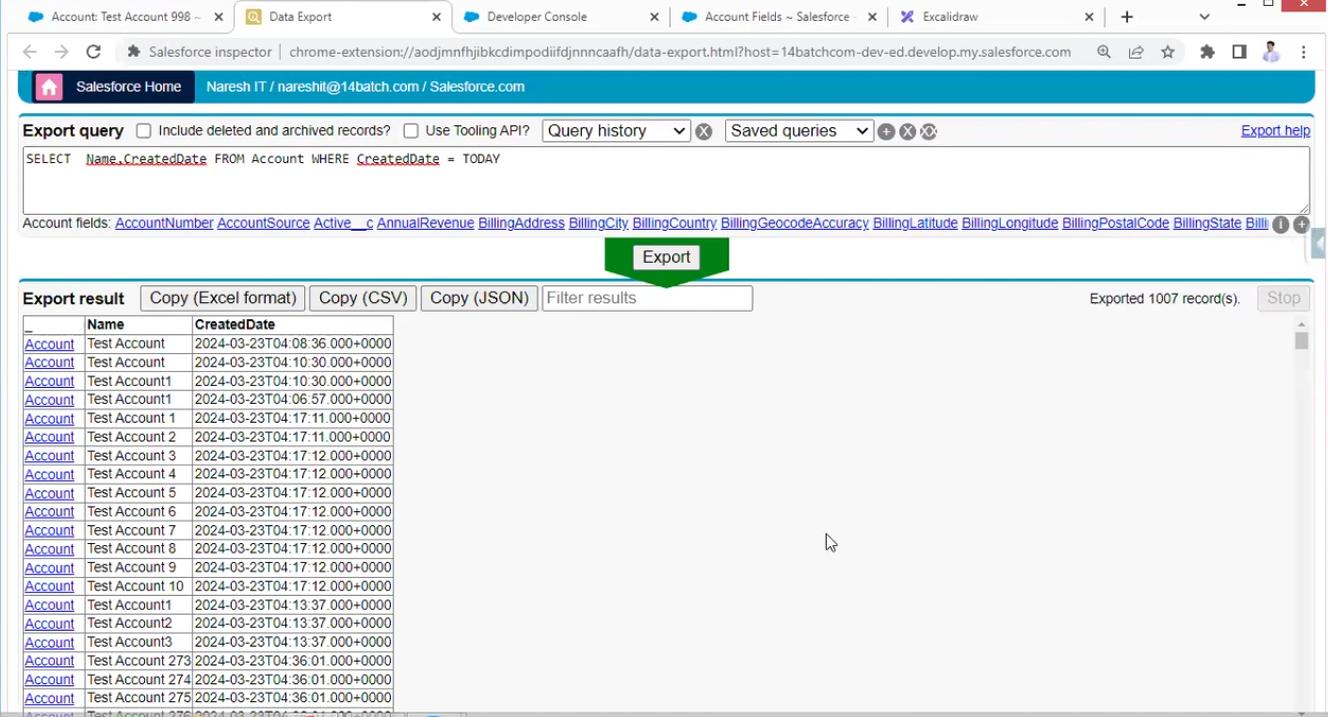 Account: Test Account 998 ~ Data Export Developer Console Account Fields ~ Salesforce - Excalidraw
Salesforce inspector | chrome-extension://aodjmnfhjibkcdimpodiifdjnnncaafh/data-export.html?host=14batchcom-dev-ed.develop.my.salesforce.com
Salesforce Home Naresh IT / nareshit@14batch.com / Salesforce.com
Export query Include deleted and archived records? Use Tooling API? Query history Saved queries Export help
SELECT Name,CreatedDate FROM Account WHERE CreatedDate = TODAY
Account fields: AccountNumber AccountSource Active__c AnnualRevenue BillingAddress BillingCity BillingCountry BillingGeocodeAccuracy BillingLatitude BillingLongitude BillingPostalCode BillingState Billi
Export
Export result Copy (Excel format) Copy (CSV) Copy (JSON) Filter results Exported 1007 record(s). Stop
_ Name CreatedDate
Account Test Account 2024-03-23T04:08:36.000+0000
Account Test Account 2024-03-23T04:10:30.000+0000
Account Test Account1 2024-03-23T04:10:30.000+0000
Account Test Account1 2024-03-23T04:06:57.000+0000
Account Test Account 1 2024-03-23T04:17:11.000+0000
Account Test Account 2 2024-03-23T04:17:11.000+0000
Account Test Account 3 2024-03-23T04:17:12.000+0000
Account Test Account 4 2024-03-23T04:17:12.000+0000
Account Test Account 5 2024-03-23T04:17:12.000+0000
Account Test Account 6 2024-03-23T04:17:12.000+0000
Account Test Account 7 2024-03-23T04:17:12.000+0000
Account Test Account 8 2024-03-23T04:17:12.000+0000
Account Test Account 9 2024-03-23T04:17:12.000+0000
Account Test Account 10 2024-03-23T04:17:12.000+0000
Account Test Account1 2024-03-23T04:13:37.000+0000
Account Test Account2 2024-03-23T04:13:37.000+0000
Account Test Account3 2024-03-23T04:13:37.000+0000
Account Test Account 273 2024-03-23T04:36:01.000+0000
Account Test Account 274 2024-03-23T04:36:01.000+0000
Account Test Account 275 2024-03-23T04:36:01.000+0000